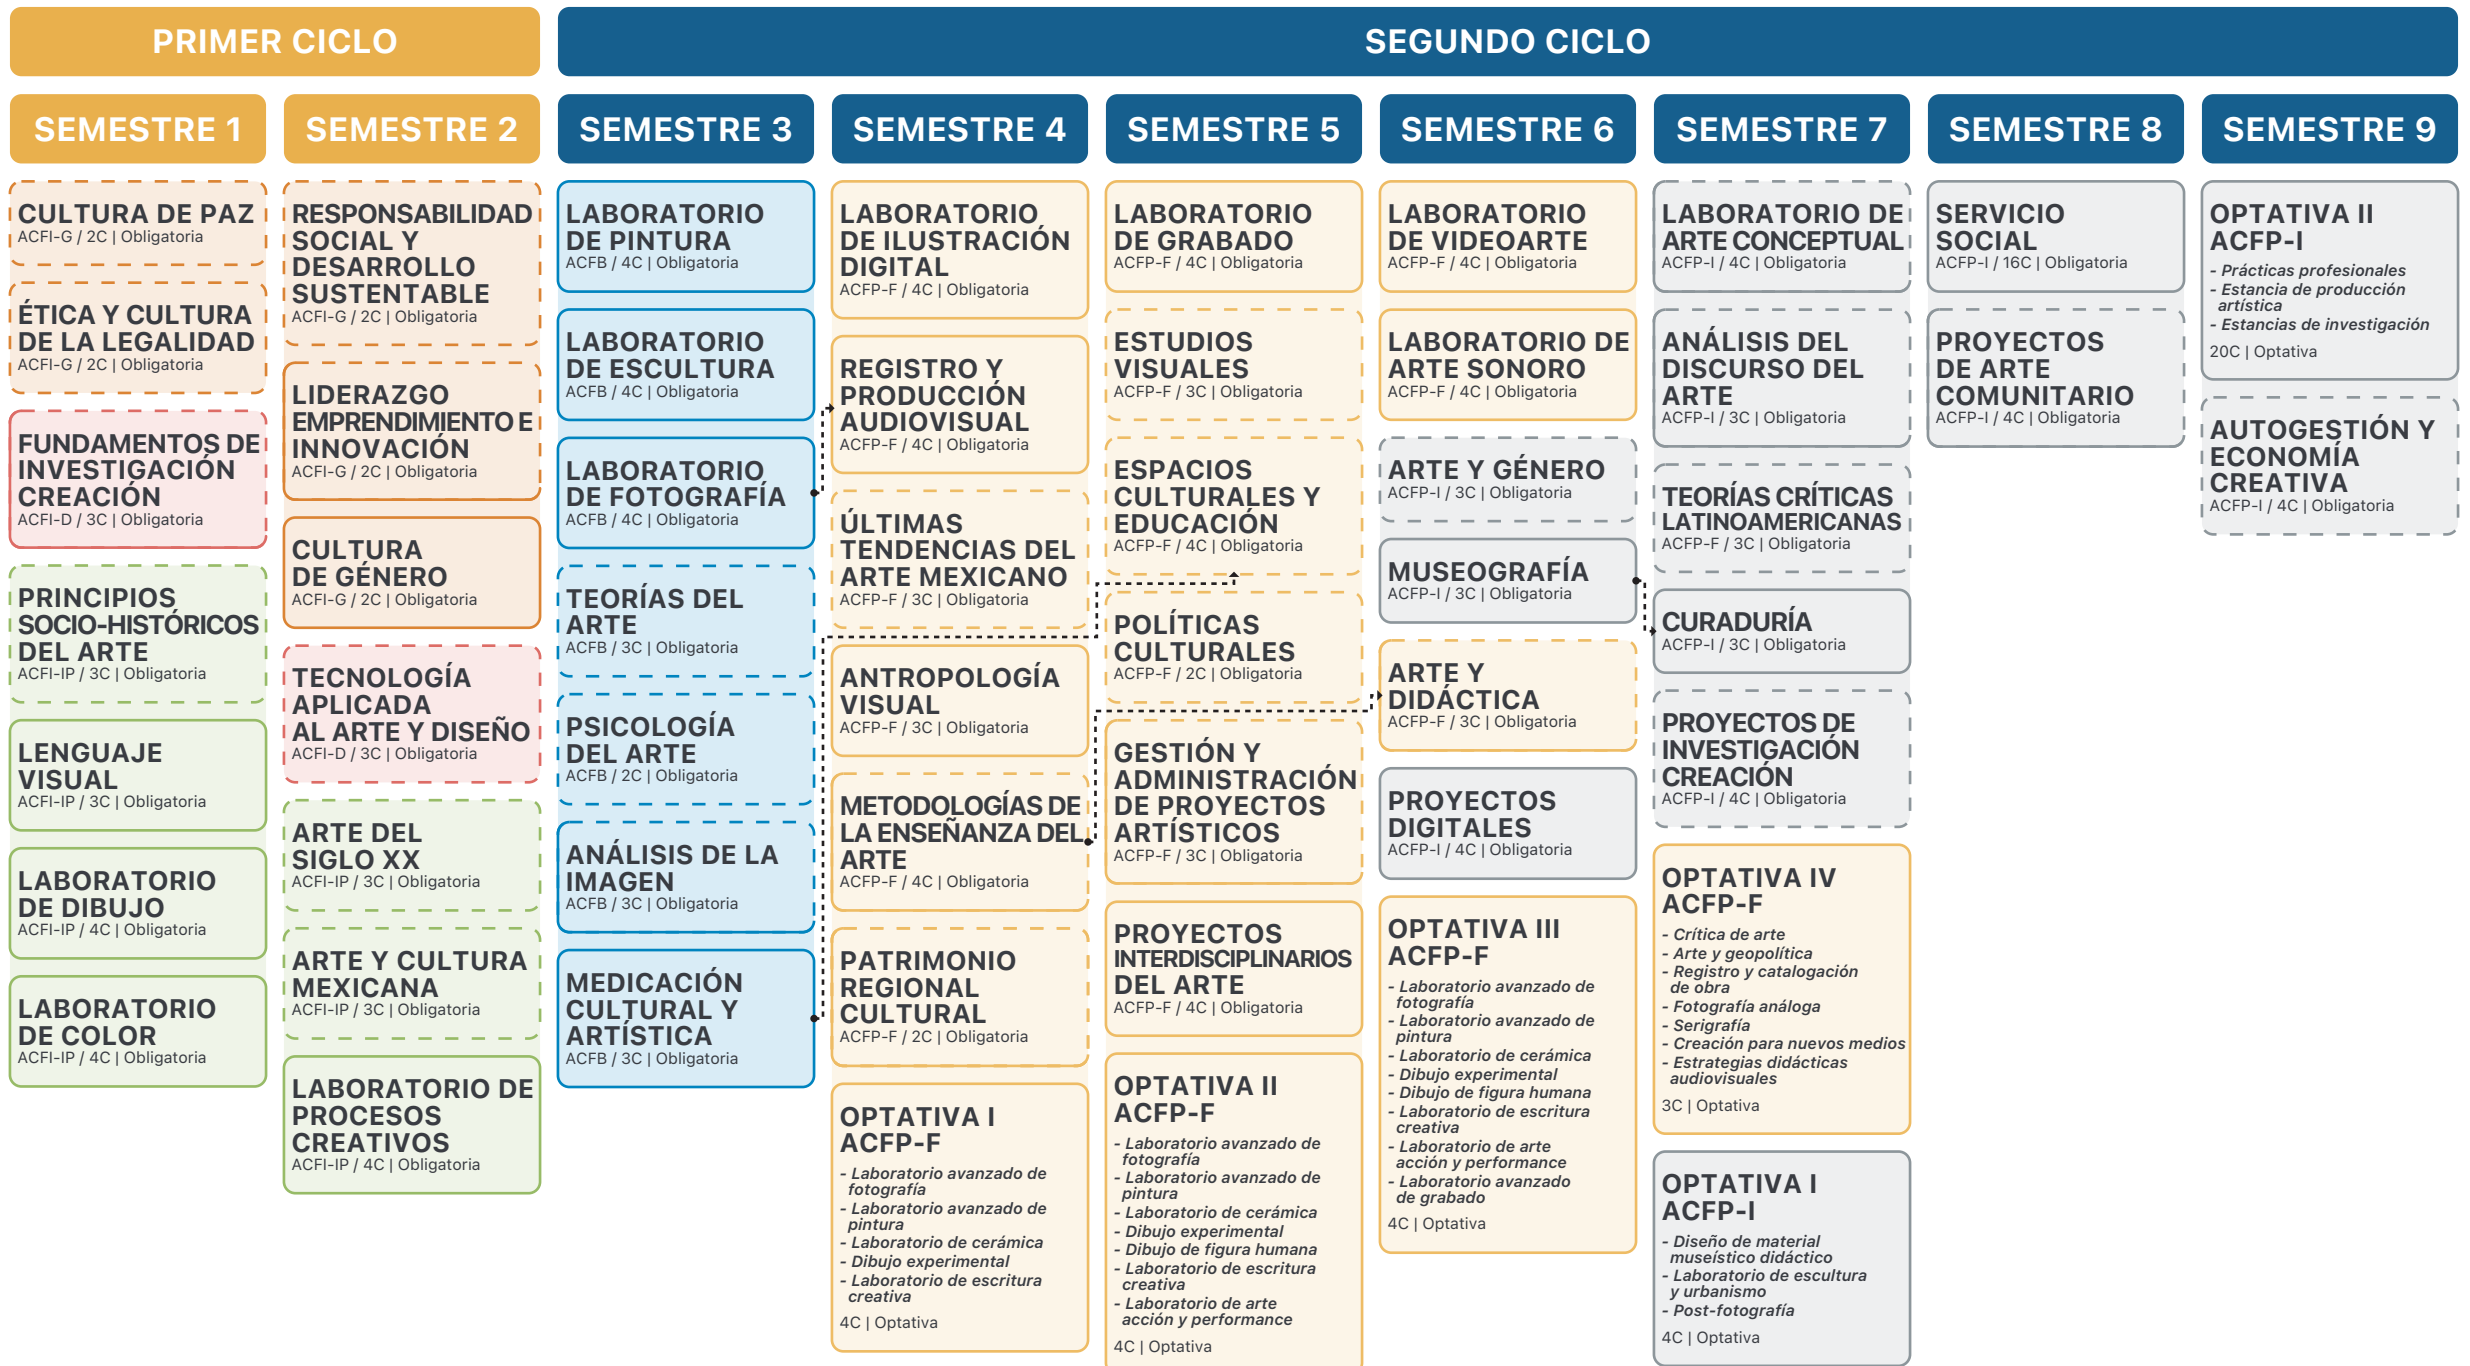 PRIMER CICLO
SEGUNDO CICLO
SEMESTRE 1
SEMESTRE 2
SEMESTRE 3
SEMESTRE 4
SEMESTRE 5
SEMESTRE 6
SEMESTRE 7
SEMESTRE 8
SEMESTRE 9
CULTURA DE PAZ
ACFI-G / 2C | Obligatoria
ÉTICA Y CULTURA
DE LA LEGALIDAD
ACFI-G / 2C | Obligatoria
FUNDAMENTOS DE
INVESTIGACIÓN
CREACIÓN
ACFI-D / 3C | Obligatoria
PRINCIPIOS
SOCIO-HISTÓRICOS
DEL ARTE
ACFI-IP / 3C | Obligatoria
LENGUAJE
VISUAL
ACFI-IP / 3C | Obligatoria
LABORATORIO
DE DIBUJO
ACFI-IP / 4C | Obligatoria
LABORATORIO
DE COLOR
ACFI-IP / 4C | Obligatoria
RESPONSABILIDAD
SOCIAL Y
DESARROLLO
SUSTENTABLE
ACFI-G / 2C | Obligatoria
LIDERAZGO
EMPRENDIMIENTO E
INNOVACIÓN
ACFI-G / 2C | Obligatoria
CULTURA
DE GÉNERO
ACFI-G / 2C | Obligatoria
TECNOLOGÍA
APLICADA
AL ARTE Y DISEÑO
ACFI-D / 3C | Obligatoria
ARTE DEL
SIGLO XX
ACFI-IP / 3C | Obligatoria
ARTE Y CULTURA
MEXICANA
ACFI-IP / 3C | Obligatoria
LABORATORIO DE
PROCESOS
CREATIVOS
ACFI-IP / 4C | Obligatoria
LABORATORIO
DE PINTURA
ACFB / 4C | Obligatoria
LABORATORIO
DE ESCULTURA
ACFB / 4C | Obligatoria
LABORATORIO
DE FOTOGRAFÍA
ACFB / 4C | Obligatoria
TEORÍAS DEL
ARTE
ACFB / 3C | Obligatoria
PSICOLOGÍA
DEL ARTE
ACFB / 2C | Obligatoria
ANÁLISIS DE LA
IMAGEN
ACFB / 3C | Obligatoria
MEDICACIÓN
CULTURAL Y
ARTÍSTICA
ACFB / 3C | Obligatoria
LABORATORIO
DE ILUSTRACIÓN
DIGITAL
ACFP-F / 4C | Obligatoria
REGISTRO Y
PRODUCCIÓN
AUDIOVISUAL
ACFP-F / 4C | Obligatoria
ÚLTIMAS
TENDENCIAS DEL
ARTE MEXICANO
ACFP-F / 3C | Obligatoria
ANTROPOLOGÍA
VISUAL
ACFP-F / 3C | Obligatoria
METODOLOGÍAS DE
LA ENSEÑANZA DEL
ARTE
ACFP-F / 4C | Obligatoria
PATRIMONIO
REGIONAL
CULTURAL
ACFP-F / 2C | Obligatoria
OPTATIVA I
ACFP-F
- Laboratorio avanzado de
fotografía
- Laboratorio avanzado de
pintura
- Laboratorio de cerámica
- Dibujo experimental
- Laboratorio de escritura
creativa
4C | Optativa
LABORATORIO
DE GRABADO
ACFP-F / 4C | Obligatoria
ESTUDIOS
VISUALES
ACFP-F / 3C | Obligatoria
ESPACIOS
CULTURALES Y
EDUCACIÓN
ACFP-F / 4C | Obligatoria
POLÍTICAS
CULTURALES
ACFP-F / 2C | Obligatoria
GESTIÓN Y
ADMINISTRACIÓN
DE PROYECTOS
ARTÍSTICOS
ACFP-F / 3C | Obligatoria
PROYECTOS
INTERDISCIPLINARIOS
DEL ARTE
ACFP-F / 4C | Obligatoria
OPTATIVA II
ACFP-F
- Laboratorio avanzado de
fotografía
- Laboratorio avanzado de
pintura
- Laboratorio de cerámica
- Dibujo experimental
- Dibujo de figura humana
- Laboratorio de escritura
creativa
- Laboratorio de arte
acción y performance
4C | Optativa
LABORATORIO
DE VIDEOARTE
ACFP-F / 4C | Obligatoria
LABORATORIO DE
ARTE SONORO
ACFP-F / 4C | Obligatoria
ARTE Y GÉNERO
ACFP-I / 3C | Obligatoria
MUSEOGRAFÍA
ACFP-I / 3C | Obligatoria
ARTE Y
DIDÁCTICA
ACFP-F / 3C | Obligatoria
PROYECTOS
DIGITALES
ACFP-I / 4C | Obligatoria
OPTATIVA III
ACFP-F
- Laboratorio avanzado de
fotografía
- Laboratorio avanzado de
pintura
- Laboratorio de cerámica
- Dibujo experimental
- Dibujo de figura humana
- Laboratorio de escritura
creativa
- Laboratorio de arte
acción y performance
- Laboratorio avanzado
de grabado
4C | Optativa
LABORATORIO DE
ARTE CONCEPTUAL
ACFP-I / 4C | Obligatoria
ANÁLISIS DEL
DISCURSO DEL
ARTE
ACFP-I / 3C | Obligatoria
TEORÍAS CRÍTICAS
LATINOAMERICANAS
ACFP-F / 3C | Obligatoria
CURADURÍA
ACFP-I / 3C | Obligatoria
PROYECTOS DE
INVESTIGACIÓN
CREACIÓN
ACFP-I / 4C | Obligatoria
OPTATIVA IV
ACFP-F
- Crítica de arte
- Arte y geopolítica
- Registro y catalogación
de obra
- Fotografía análoga
- Serigrafía
- Creación para nuevos medios
- Estrategias didácticas
audiovisuales
3C | Optativa
OPTATIVA I
ACFP-I
- Diseño de material
museístico didáctico
- Laboratorio de escultura
y urbanismo
- Post-fotografía
4C | Optativa
SERVICIO
SOCIAL
ACFP-I / 16C | Obligatoria
PROYECTOS
DE ARTE
COMUNITARIO
ACFP-I / 4C | Obligatoria
OPTATIVA II
ACFP-I
- Prácticas profesionales
- Estancia de producción
artística
- Estancias de investigación
20C | Optativa
AUTOGESTIÓN Y
ECONOMÍA
CREATIVA
ACFP-I / 4C | Obligatoria